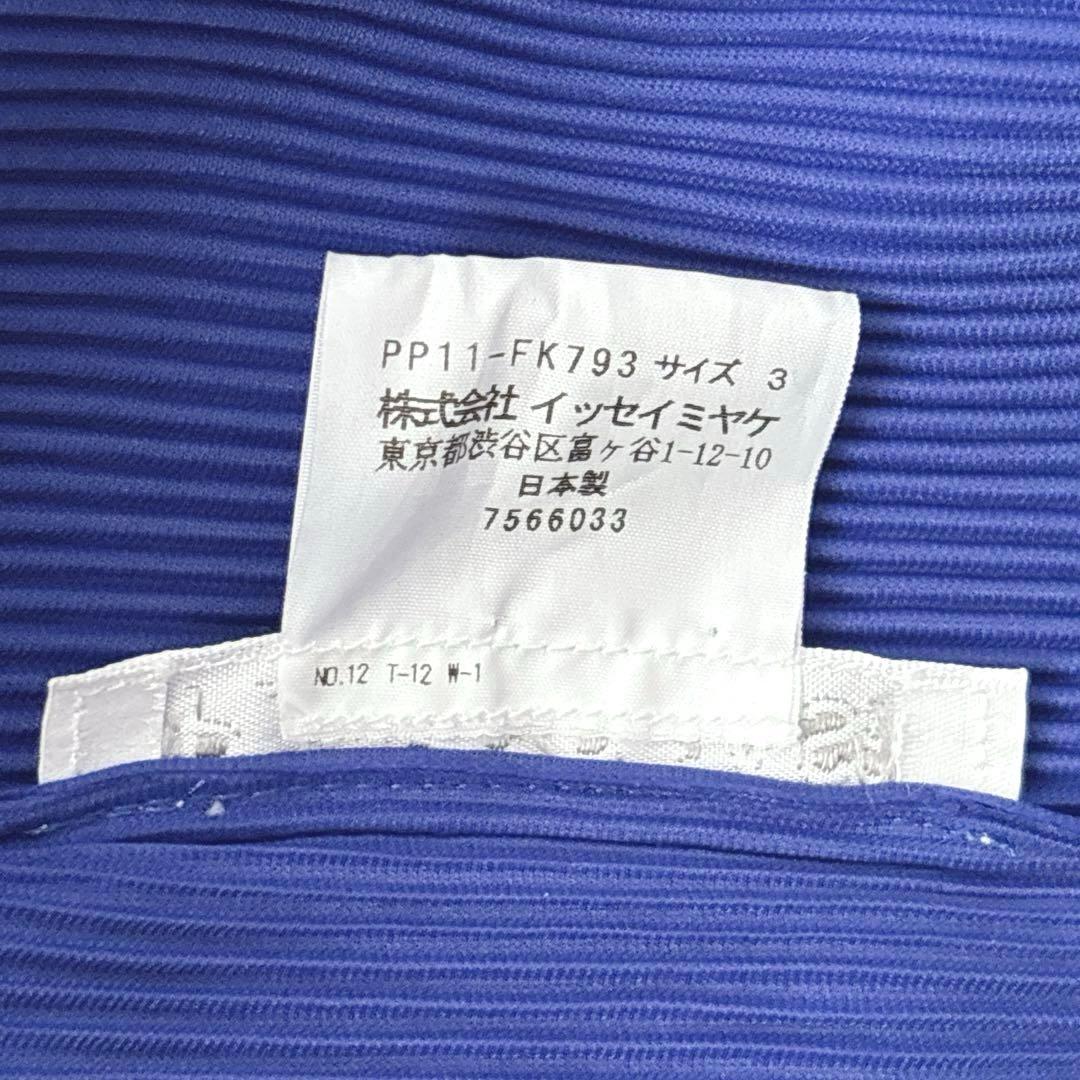 PP11-FK793 サイズ 3
株式会社 イッセイミヤケ
東京都渋谷区富ヶ谷1-12-10
日本製
7566033
NO.12 T-12 W-1